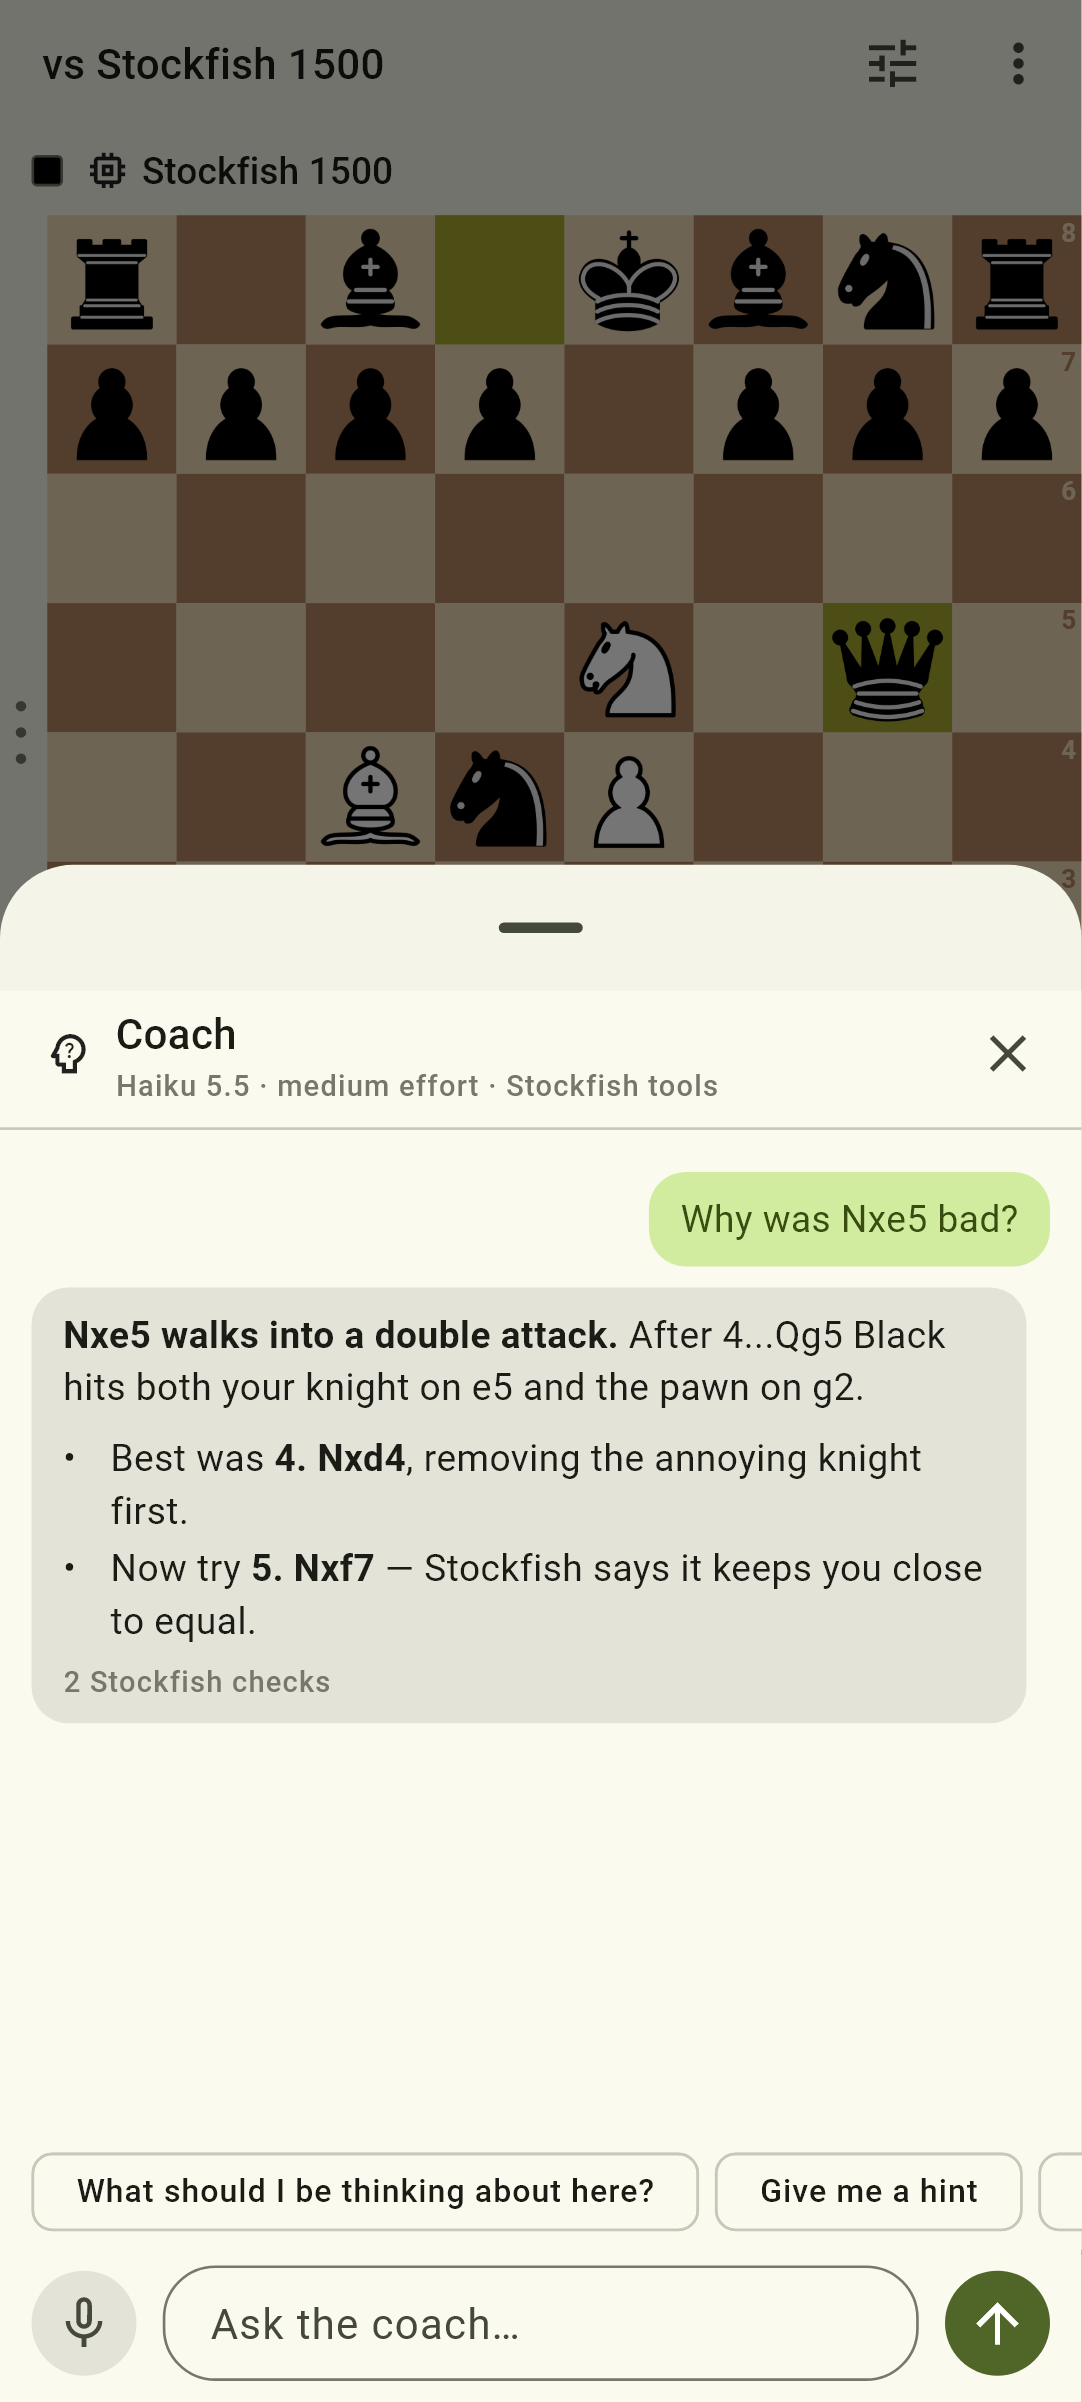 vs Stockfish 1500
Stockfish 1500
8
7
6
5
4
3
Coach
Haiku 5.5 · medium effort · Stockfish tools
Why was Nxe5 bad?
Nxe5 walks into a double attack. After 4...Qg5 Black
hits both your knight on e5 and the pawn on g2.
• Best was 4. Nxd4, removing the annoying knight
first.
• Now try 5. Nxf7 — Stockfish says it keeps you close
to equal.
2 Stockfish checks
What should I be thinking about here?
Give me a hint
Ask the coach…